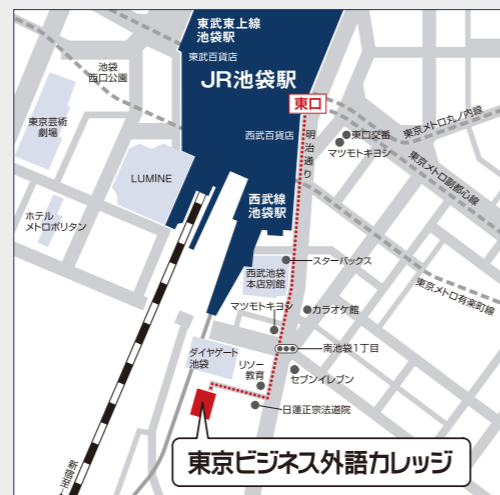 東武東上線
池袋駅
東武百貨店
池袋
西口公園
JR池袋駅
東口
東京芸術
劇場
西武百貨店
明治通り
東口交番
マツモトキヨシ
東京メトロ丸ノ内線
東京メトロ副都心線
LUMINE
西武線
池袋駅
ホテル
メトロポリタン
スターバックス
西武池袋
本店別館
東京メトロ有楽町線
マツモトキヨシ
カラオケ館
ダイヤゲート
池袋
南池袋1丁目
リソー
教育
セブンイレブン
日蓮正宗法道院
東京ビジネス外語カレッジ
新宿至